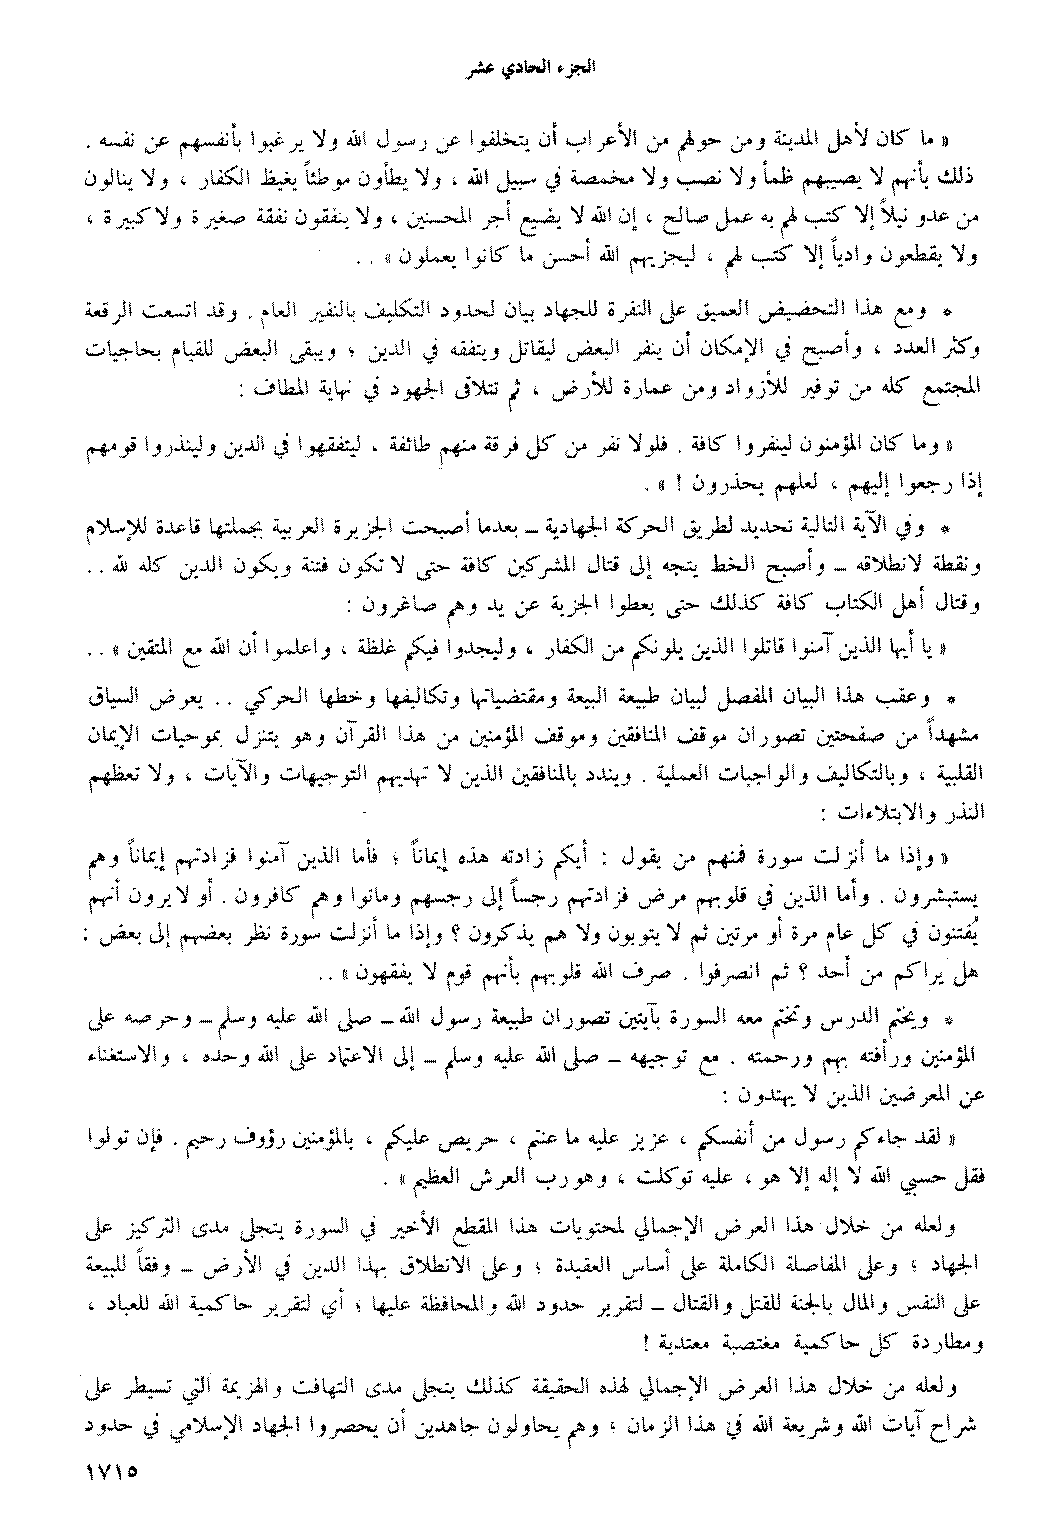 الجزء الحادي عشر
« ما كان لأهل المدينة ومن حولهم من الأعراب أن يتخلفوا عن رسول الله ولا يرغبوا بأنفسهم عن نفسه .
ذلك بأنهم لا يصيبهم ظمأ ولا نصب ولا مخمصة في سبيل الله ، ولا يطأون موطئاً يغيظ الكفار ، ولا ينالون
من عدو نيلاً إلا كتب لهم به عمل صالح ، إن الله لا يضيع أجر المحسنين ، ولا ينفقون نفقة صغيرة ولا كبيرة ،
ولا يقطعون وادياً إلا كتب لهم ، ليجزيهم الله أحسن ما كانوا يعملون » . .
* ومع هذا التحضيض العميق على النفرة للجهاد بيان لحدود التكليف بالنفير العام . وقد اتسعت الرقعة
وكثر العدد ، وأصبح في الإمكان أن ينفر البعض ليقاتل ويتفقه في الدين ؛ ويبقى البعض للقيام بحاجيات
المجتمع كله من توفير للأزواد ومن عمارة للأرض ، ثم تتلاقى الجهود في نهاية المطاف :
« وما كان المؤمنون لينفروا كافة . فلولا نفر من كل فرقة منهم طائفة ، ليتفقهوا في الدين ولينذروا قومهم
إذا رجعوا إليهم ، لعلهم يحذرون ! » .
* وفي الآية التالية تحديد لطريق الحركة الجهادية – بعدما أصبحت الجزيرة العربية بجملتها قاعدة للإسلام
ونقطة لانطلاقه – وأصبح الخط يتجه إلى قتال المشركين كافة حتى لا تكون فتنة ويكون الدين كله لله . .
وقتال أهل الكتاب كافة كذلك حتى يعطوا الجزية عن يد وهم صاغرون :
« يا أيها الذين آمنوا قاتلوا الذين يلونكم من الكفار ، وليجدوا فيكم غلظة ، واعلموا أن الله مع المتقين » . .
* وعقب هذا البيان المفصل لبيان طبيعة البيعة ومقتضياتها وتكاليفها وخطها الحركي . . يعرض السياق
مشهداً من صفحتين تصوران موقف المنافقين وموقف المؤمنين من هذا القرآن وهو يتنزل بموحيات الإيمان
القلبية ، وبالتكاليف والواجبات العملية . ويندد بالمنافقين الذين لا تهديهم التوجيهات والآيات ، ولا تعظهم
النذر والابتلاءات :
« وإذا ما أنزلت سورة فمنهم من يقول : أيكم زادته هذه إيماناً ؛ فأما الذين آمنوا فزادتهم إيماناً وهم
يستبشرون . وأما الذين في قلوبهم مرض فزادتهم رجساً إلى رجسهم وماتوا وهم كافرون . أو لا يرون أنهم
يُفتنون في كل عام مرة أو مرتين ثم لا يتوبون ولا هم يذكرون ؟ وإذا ما أنزلت سورة نظر بعضهم إلى بعض :
هل يراكم من أحد ؟ ثم انصرفوا . صرف الله قلوبهم بأنهم قوم لا يفقهون » . .
* ويختم الدرس وتختم معه السورة بآيتين تصوران طبيعة رسول الله – صلى الله عليه وسلم – وحرصه على
المؤمنين ورأفته بهم ورحمته . مع توجيهه – صلى الله عليه وسلم – إلى الاعتماد على الله وحده ، والاستغناء
عن المعرضين الذين لا يهتدون :
« لقد جاءكم رسول من أنفسكم ، عزيز عليه ما عنتم ، حريص عليكم ، بالمؤمنين رؤوف رحيم . فإن تولوا
فقل حسبي الله لا إله إلا هو ، عليه توكلت ، وهو رب العرش العظيم » .
ولعله من خلال هذا العرض الإجمالي لمحتويات هذا المقطع الأخير في السورة يتجلى مدى التركيز على
الجهاد ؛ وعلى المفاصلة الكاملة على أساس العقيدة ؛ وعلى الانطلاق بهذا الدين في الأرض – وفقاً للبيعة
على النفس والمال بالجنة للقتل والقتال – لتقرير حدود الله والمحافظة عليها ؛ أي لتقرير حاكمية الله للعباد ،
ومطاردة كل حاكمية مغتصبة معتدية !
ولعله من خلال هذا العرض الإجمالي لهذه الحقيقة كذلك يتجلى مدى التهافت والهزيمة التي تسيطر على
شراح آيات الله وشريعة الله في هذا الزمان ؛ وهم يحاولون جاهدين أن يحصروا الجهاد الإسلامي في حدود
١٧١٥